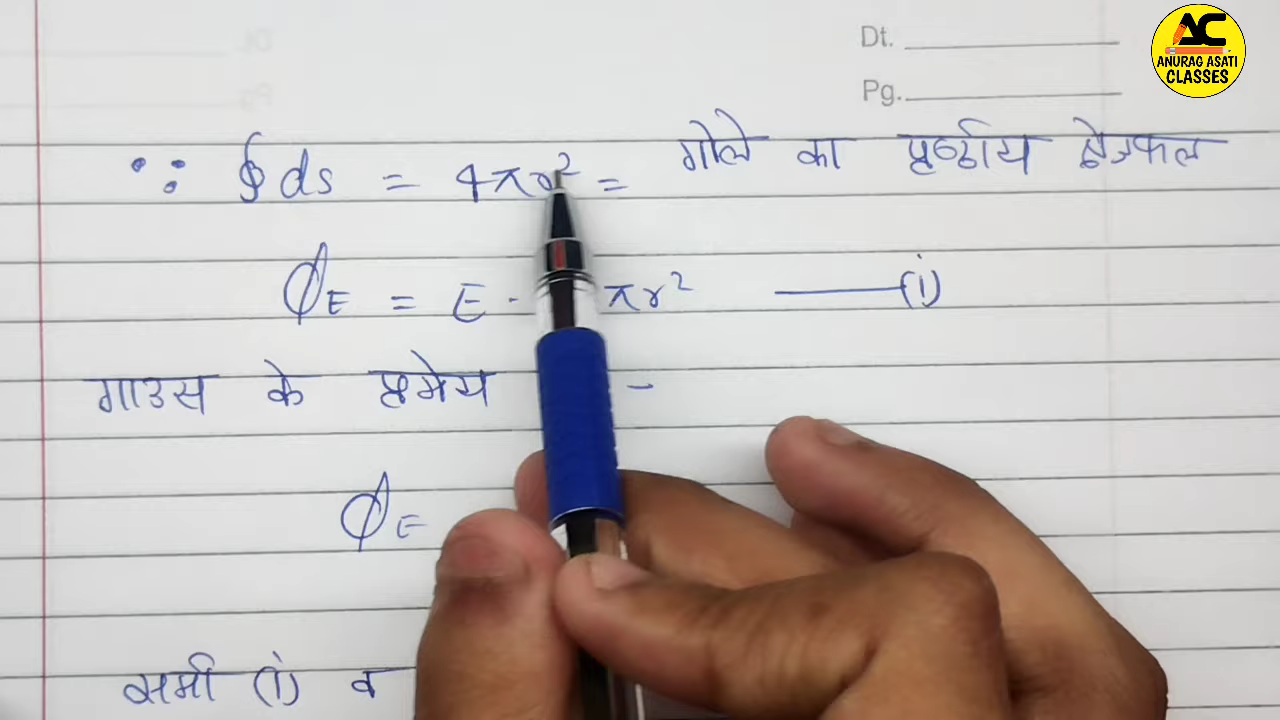 Dt.
AC
ANURAG ASATI
CLASSES
Pg.
∵ ∮ds = 4πr² = गोले का पृष्ठीय क्षेत्रफल
ϕE = E · πr² —(i)
गाउस के प्रमेय -
ϕE
समी (i) व